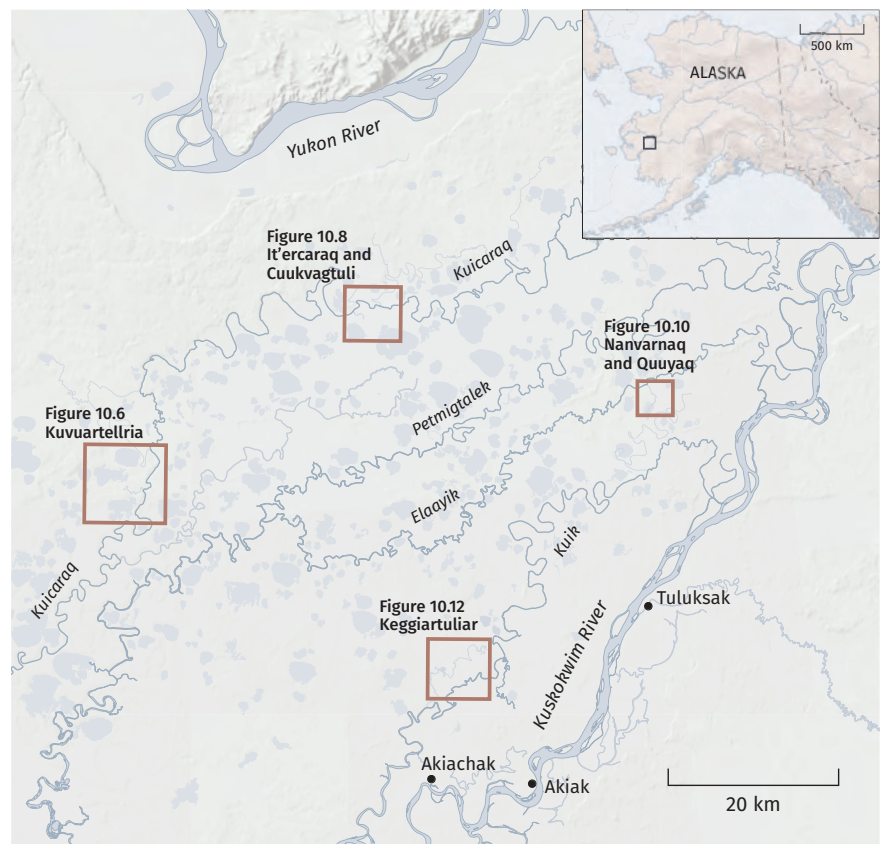 500 km
ALASKA
Yukon River
Figure 10.8
It'ercaraq and
Cuukvagtuli
Kuicaraq
Figure 10.10
Nanvarnaq
and Quuyaq
Petmigtalek
Figure 10.6
Kuvuartellria
Elaayik
Kuik
Kuicaraq
Figure 10.12
Keggiartuliar
Tuluksak
Kuskokwim River
Akiachak
Akiak
20 km